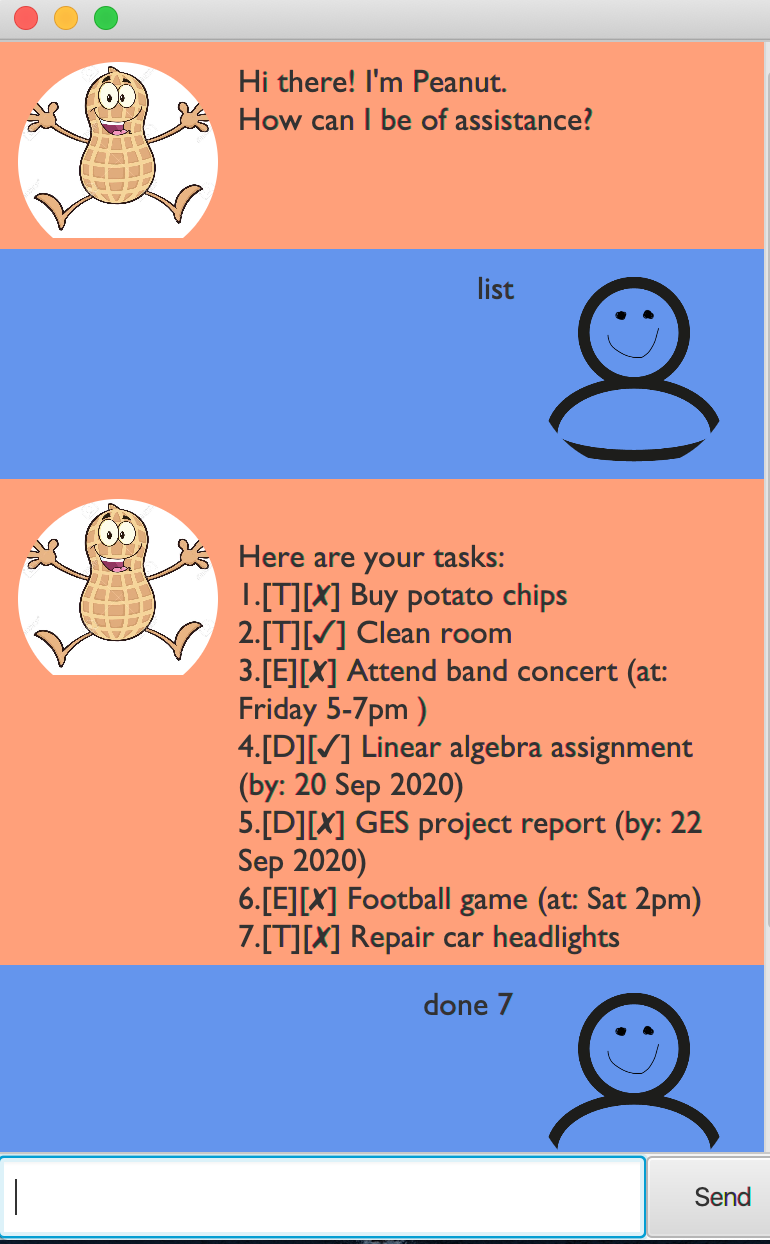 Hi there! I'm Peanut.
How can I be of assistance?
list
Here are your tasks:
1.[T][✗] Buy potato chips
2.[T][✓] Clean room
3.[E][✗] Attend band concert (at:
Friday 5-7pm )
4.[D][✓] Linear algebra assignment
(by: 20 Sep 2020)
5.[D][✗] GES project report (by: 22
Sep 2020)
6.[E][✗] Football game (at: Sat 2pm)
7.[T][✗] Repair car headlights
done 7
Send